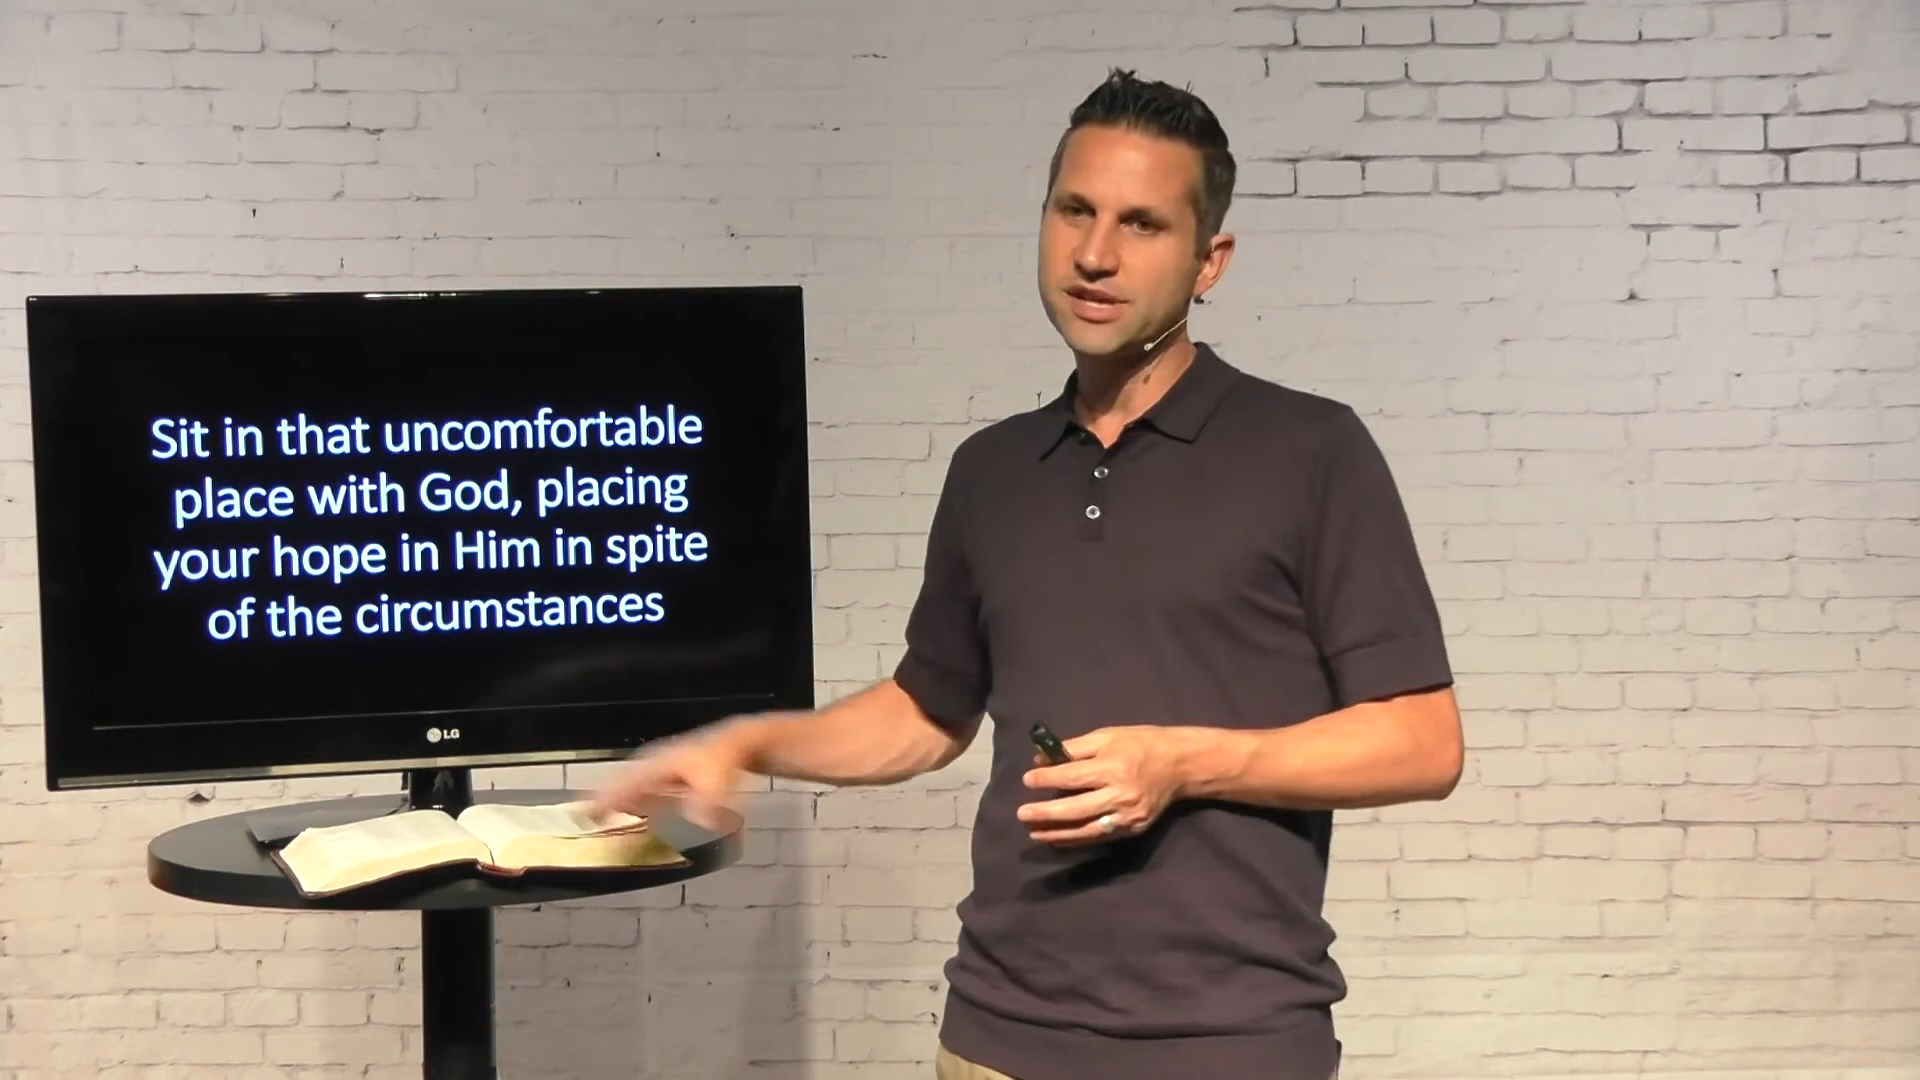 Sit in that uncomfortable
place with God, placing
your hope in Him in spite
of the circumstances
LG